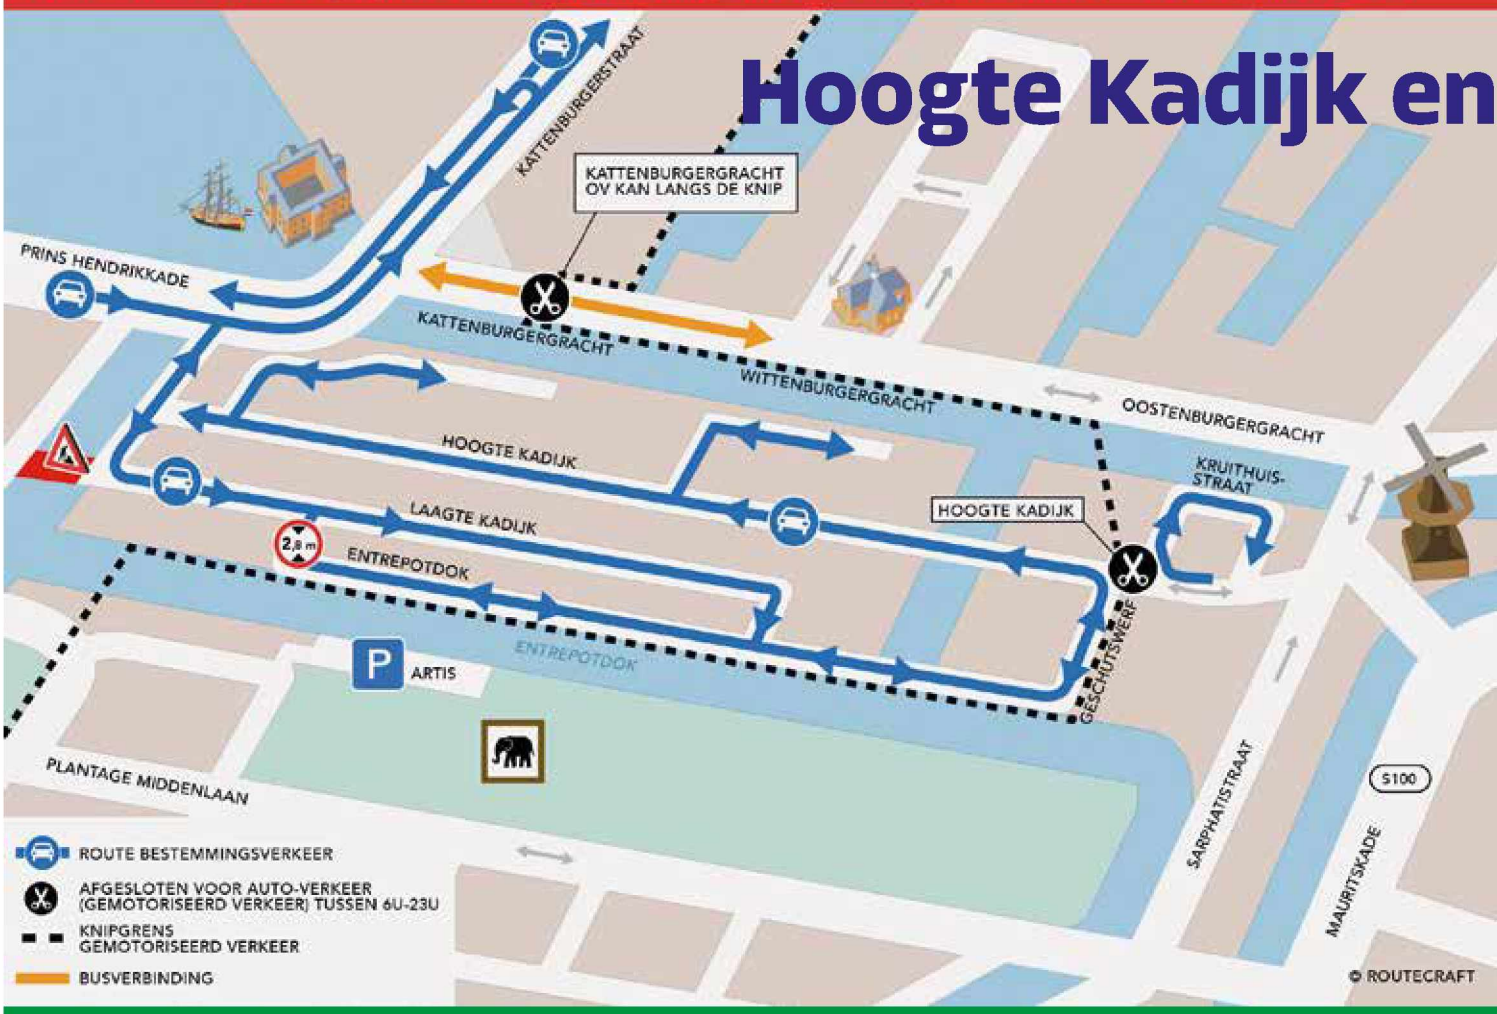 Hoogte Kadijk en
KATTENBURGERSTRAAT
KATTENBURGERGRACHT
OV KAN LANGS DE KNIP
PRINS HENDRIKKADE
KATTENBURGERGRACHT
WITTENBURGERGRACHT
OOSTENBURGERGRACHT
KRUITHUIS-
STRAAT
HOOGTE KADIJK
HOOGTE KADIJK
LAAGTE KADIJK
2,8 m
ENTREPOTDOK
ENTREPOTDOK
GESCHUTSWERF
P
ARTIS
PLANTAGE MIDDENLAAN
SARPHATISTRAAT
S100
MAURITSKADE
ROUTE BESTEMMINGSVERKEER
AFGESLOTEN VOOR AUTO-VERKEER
(GEMOTORISEERD VERKEER) TUSSEN 6U-23U
KNIPGRENS
GEMOTORISEERD VERKEER
BUSVERBINDING
© ROUTECRAFT